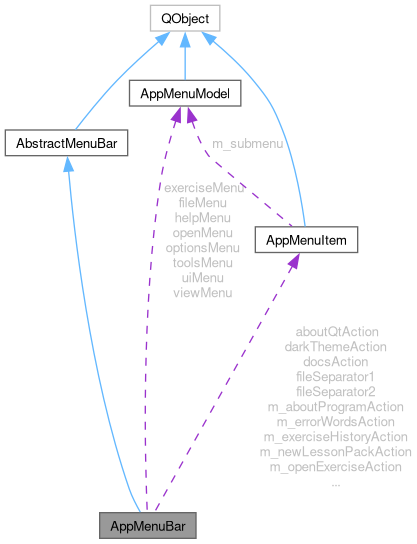 QObject
AppMenuModel
AbstractMenuBar
m_submenu
exerciseMenu
fileMenu
helpMenu
openMenu
optionsMenu
toolsMenu
uiMenu
viewMenu
AppMenuItem
aboutQtAction
darkThemeAction
docsAction
fileSeparator1
fileSeparator2
m_aboutProgramAction
m_errorWordsAction
m_exerciseHistoryAction
m_newLessonPackAction
m_openExerciseAction
...
AppMenuBar